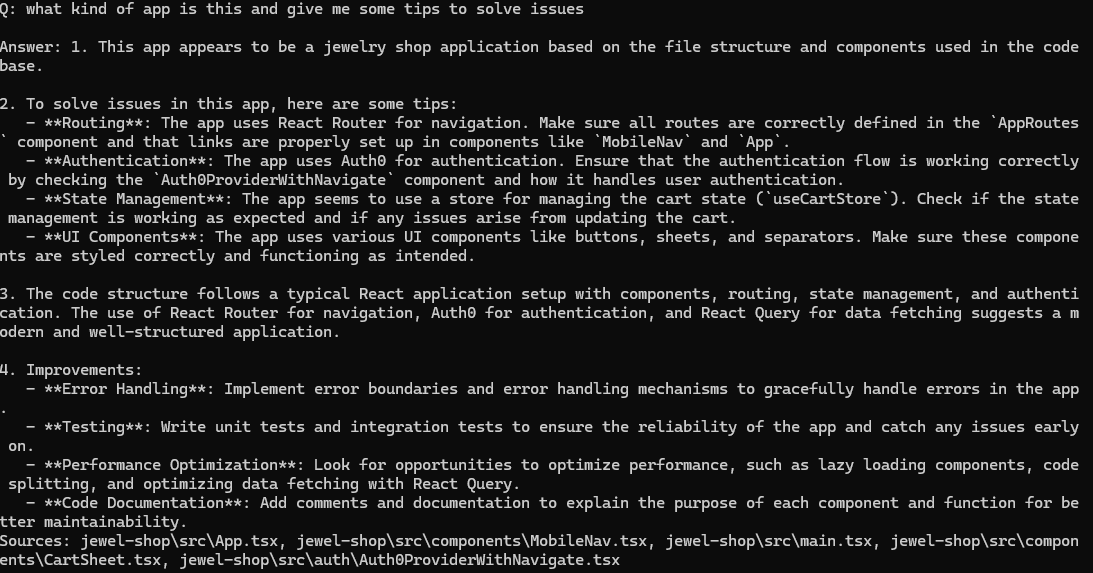 Q: what kind of app is this and give me some tips to solve issues
Answer: 1. This app appears to be a jewelry shop application based on the file structure and components used in the code
base.
2. To solve issues in this app, here are some tips:
   - **Routing**: The app uses React Router for navigation. Make sure all routes are correctly defined in the `AppRoutes
` component and that links are properly set up in components like `MobileNav` and `App`.
   - **Authentication**: The app uses Auth0 for authentication. Ensure that the authentication flow is working correctly
 by checking the `Auth0ProviderWithNavigate` component and how it handles user authentication.
   - **State Management**: The app seems to use a store for managing the cart state (`useCartStore`). Check if the state
 management is working as expected and if any issues arise from updating the cart.
   - **UI Components**: The app uses various UI components like buttons, sheets, and separators. Make sure these compone
nts are styled correctly and functioning as intended.
3. The code structure follows a typical React application setup with components, routing, state management, and authenti
cation. The use of React Router for navigation, Auth0 for authentication, and React Query for data fetching suggests a m
odern and well-structured application.
4. Improvements:
   - **Error Handling**: Implement error boundaries and error handling mechanisms to gracefully handle errors in the app
.
   - **Testing**: Write unit tests and integration tests to ensure the reliability of the app and catch any issues early
 on.
   - **Performance Optimization**: Look for opportunities to optimize performance, such as lazy loading components, code
 splitting, and optimizing data fetching with React Query.
   - **Code Documentation**: Add comments and documentation to explain the purpose of each component and function for be
tter maintainability.
Sources: jewel-shop\src\App.tsx, jewel-shop\src\components\MobileNav.tsx, jewel-shop\src\main.tsx, jewel-shop\src\compon
ents\CartSheet.tsx, jewel-shop\src\auth\Auth0ProviderWithNavigate.tsx